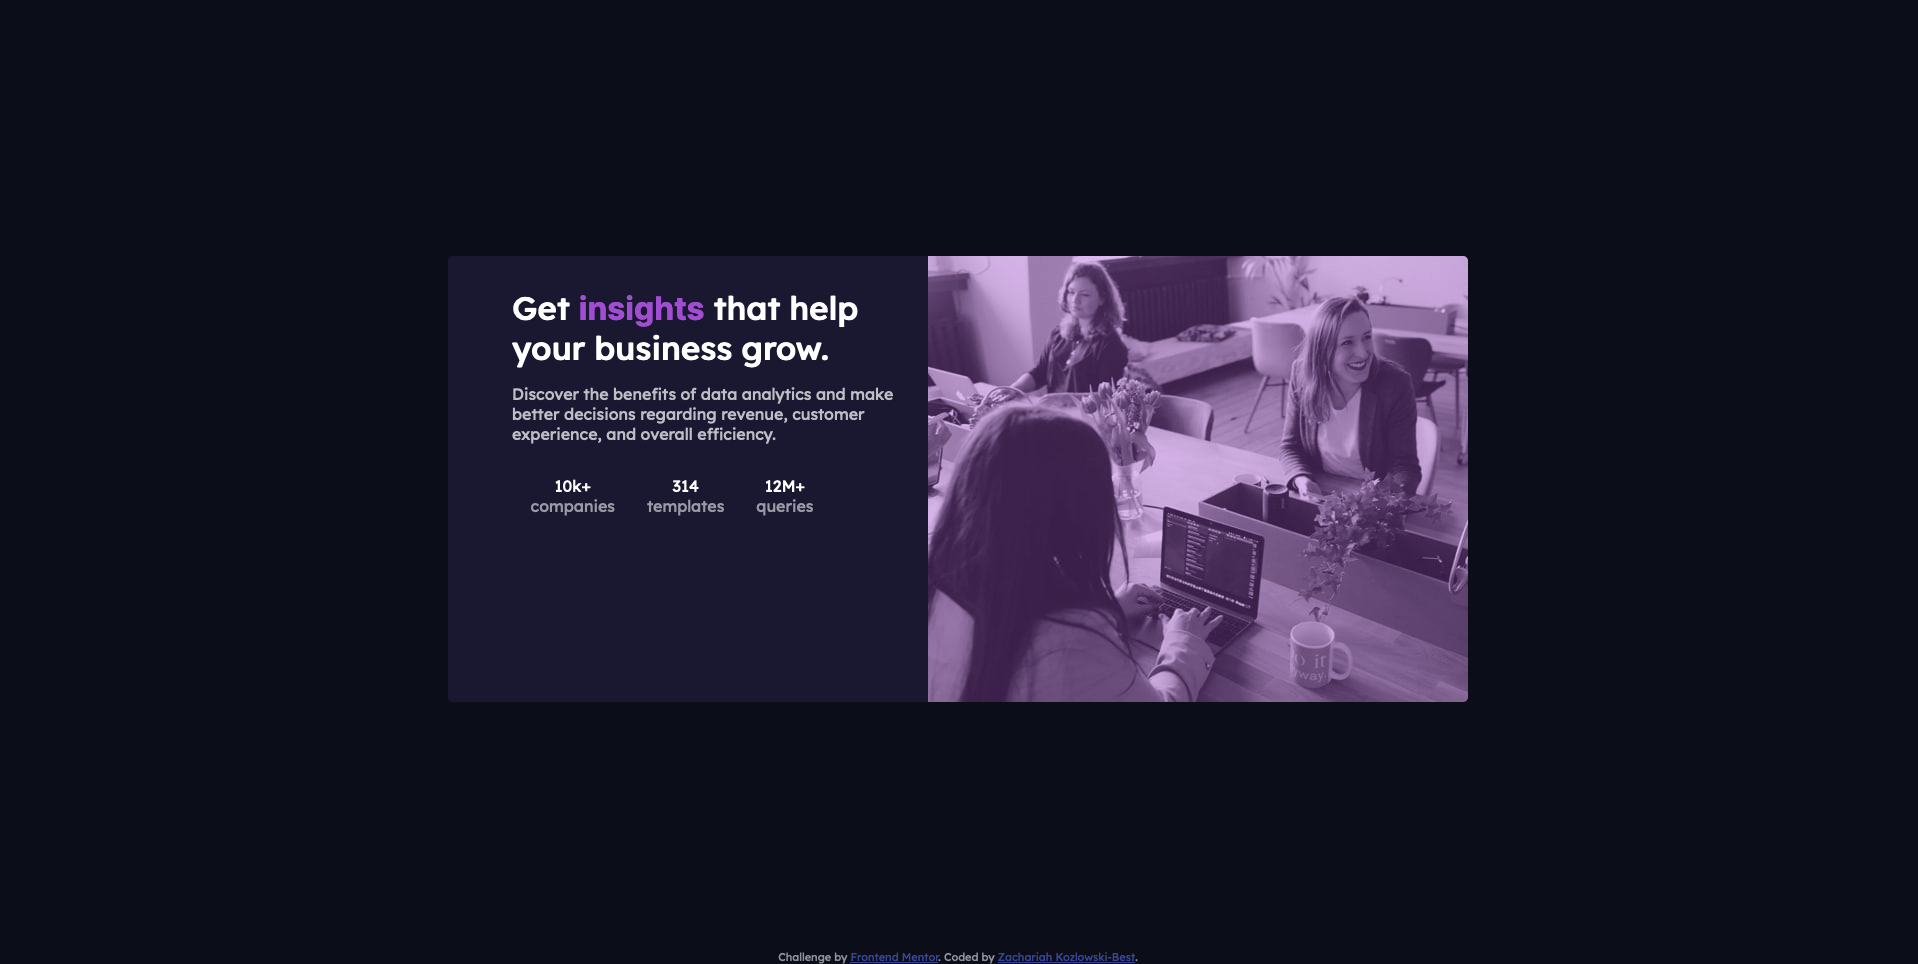 Get insights that help
your business grow.
Discover the benefits of data analytics and make
better decisions regarding revenue, customer
experience, and overall efficiency.
10k+ 314 12M+
companies templates queries
Challenge by Frontend Mentor. Coded by Zachariah Kozlowski-Best.